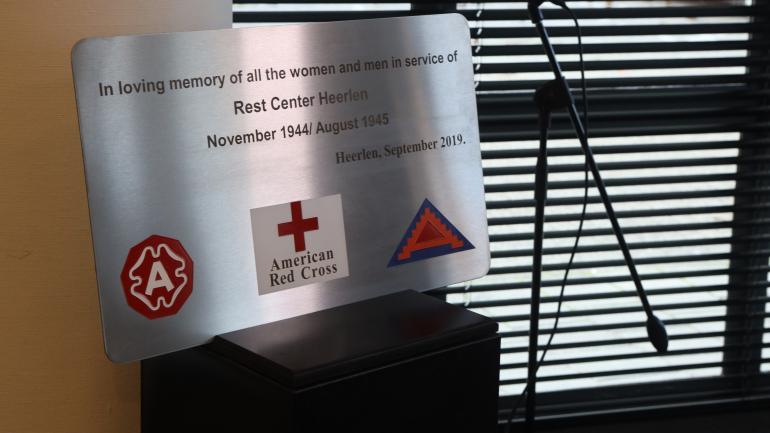 In loving memory of all the women and men in service of
Rest Center Heerlen
November 1944/ August 1945
Heerlen, September 2019.
A
American
Red Cross